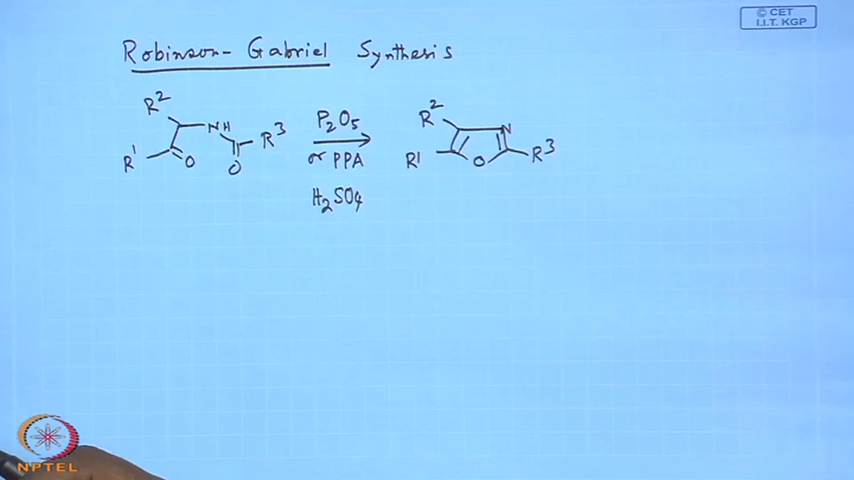 © CET
I.I.T. KGP
Robinson-Gabriel Synthesis
R² NH R³ R¹ O O
P₂O₅
or PPA
H₂SO₄
R² N R¹ O R³
NPTEL